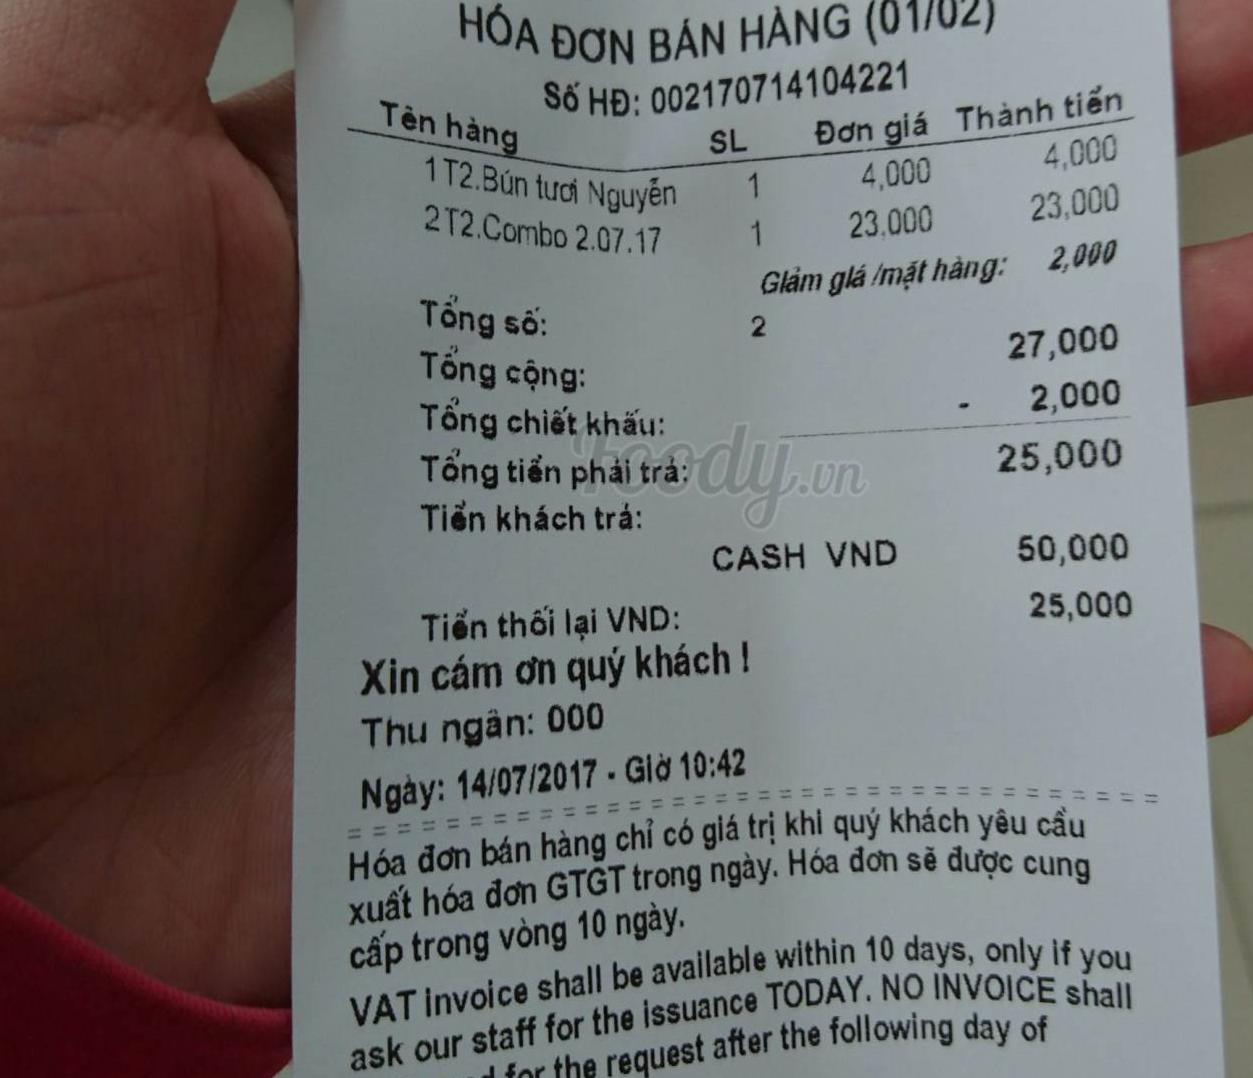 HÓA ĐƠN BÁN HÀNG (01/02)
Số HĐ: 002170714104221
Tên hàng SL Đơn giá Thành tiền
1 T2.Bún tươi Nguyễn 1 4,000 4,000
2 T2.Combo 2.07.17 1 23,000 23,000
Giảm giá /mặt hàng: 2,000
Tổng số: 2
Tổng cộng: 27,000
Tổng chiết khấu: - 2,000
Tổng tiền phải trả: 25,000
Tiền khách trả:
CASH VND 50,000
Tiền thối lại VND: 25,000
Xin cám ơn quý khách !
Thu ngân: 000
Ngày: 14/07/2017 - Giờ 10:42
Hóa đơn bán hàng chỉ có giá trị khi quý khách yêu cầu
xuất hóa đơn GTGT trong ngày. Hóa đơn sẽ được cung
cấp trong vòng 10 ngày.
VAT invoice shall be available within 10 days, only if you
ask our staff for the issuance TODAY. NO INVOICE shall
for the request after the following day of
Foody.vn